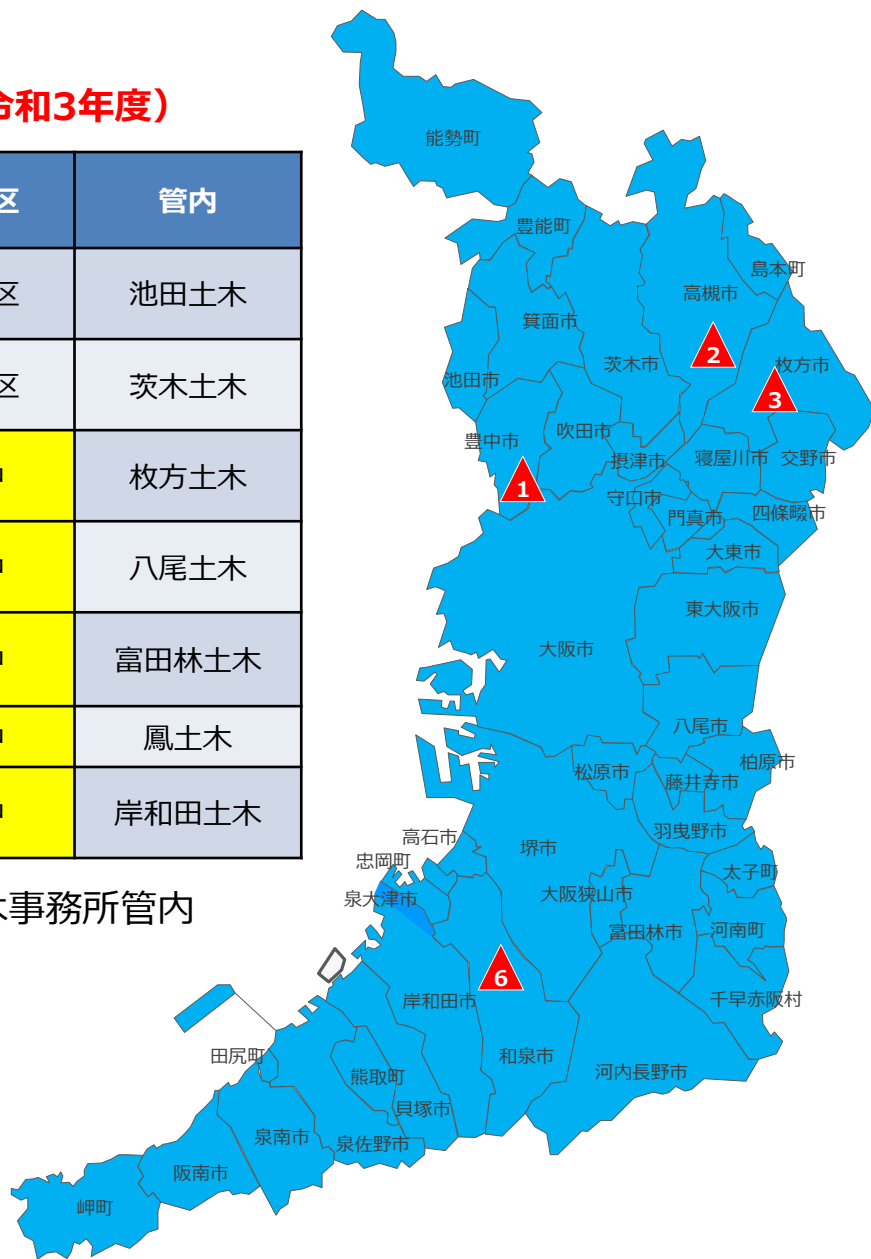 令和3年度）
区 管内
区 池田土木
区 茨木土木
枚方土木
八尾土木
富田林土木
鳳土木
岸和田土木
木事務所管内
能勢町
豊能町
島本町
高槻市
箕面市
茨木市
2
枚方市
池田市
3
豊中市
吹田市
摂津市
寝屋川市
交野市
1
守口市
門真市
四條畷市
大東市
東大阪市
大阪市
八尾市
柏原市
松原市
藤井寺市
羽曳野市
高石市
堺市
忠岡町
太子町
泉大津市
大阪狭山市
富田林市
河南町
6
岸和田市
千早赤阪村
田尻町
和泉市
河内長野市
熊取町
貝塚市
泉南市
泉佐野市
阪南市
岬町